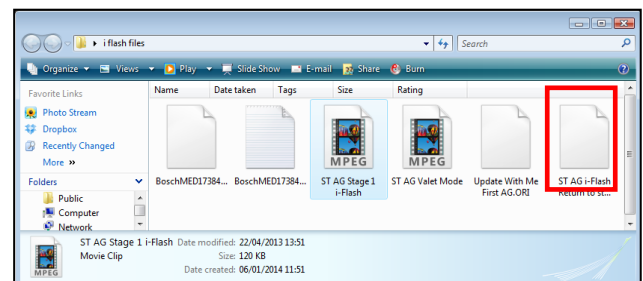 i flash files
Search
Organize Views Play Slide Show E-mail Share Burn
Favorite Links
Photo Stream
Dropbox
Recently Changed
More »
Folders
Public
Computer
Network
Name Date taken Tags Size Rating
MPEG MPEG
BoschMED17384... BoschMED17384... ST AG Stage 1 i-Flash ST AG Valet Mode Update With Me First AG.ORI ST AG i-Flash Return to st...
ST AG Stage 1 i-Flash Date modified: 22/04/2013 13:51
Movie Clip Size: 120 KB
Date created: 06/01/2014 11:51
MPEG